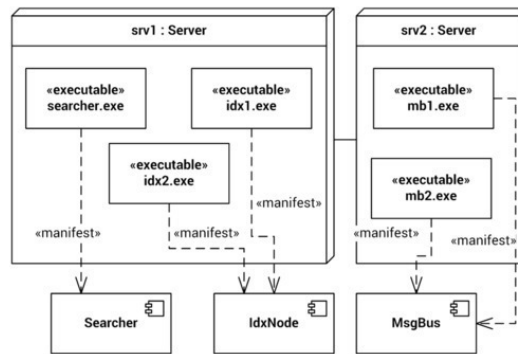 srv1 : Server
srv2 : Server
«executable»
searcher.exe
«executable»
idx1.exe
«executable»
mb1.exe
«executable»
idx2.exe
«executable»
mb2.exe
«manifest»
«manifest»
«manifest»
«manifest»
«manifest»
Searcher
IdxNode
MsgBus